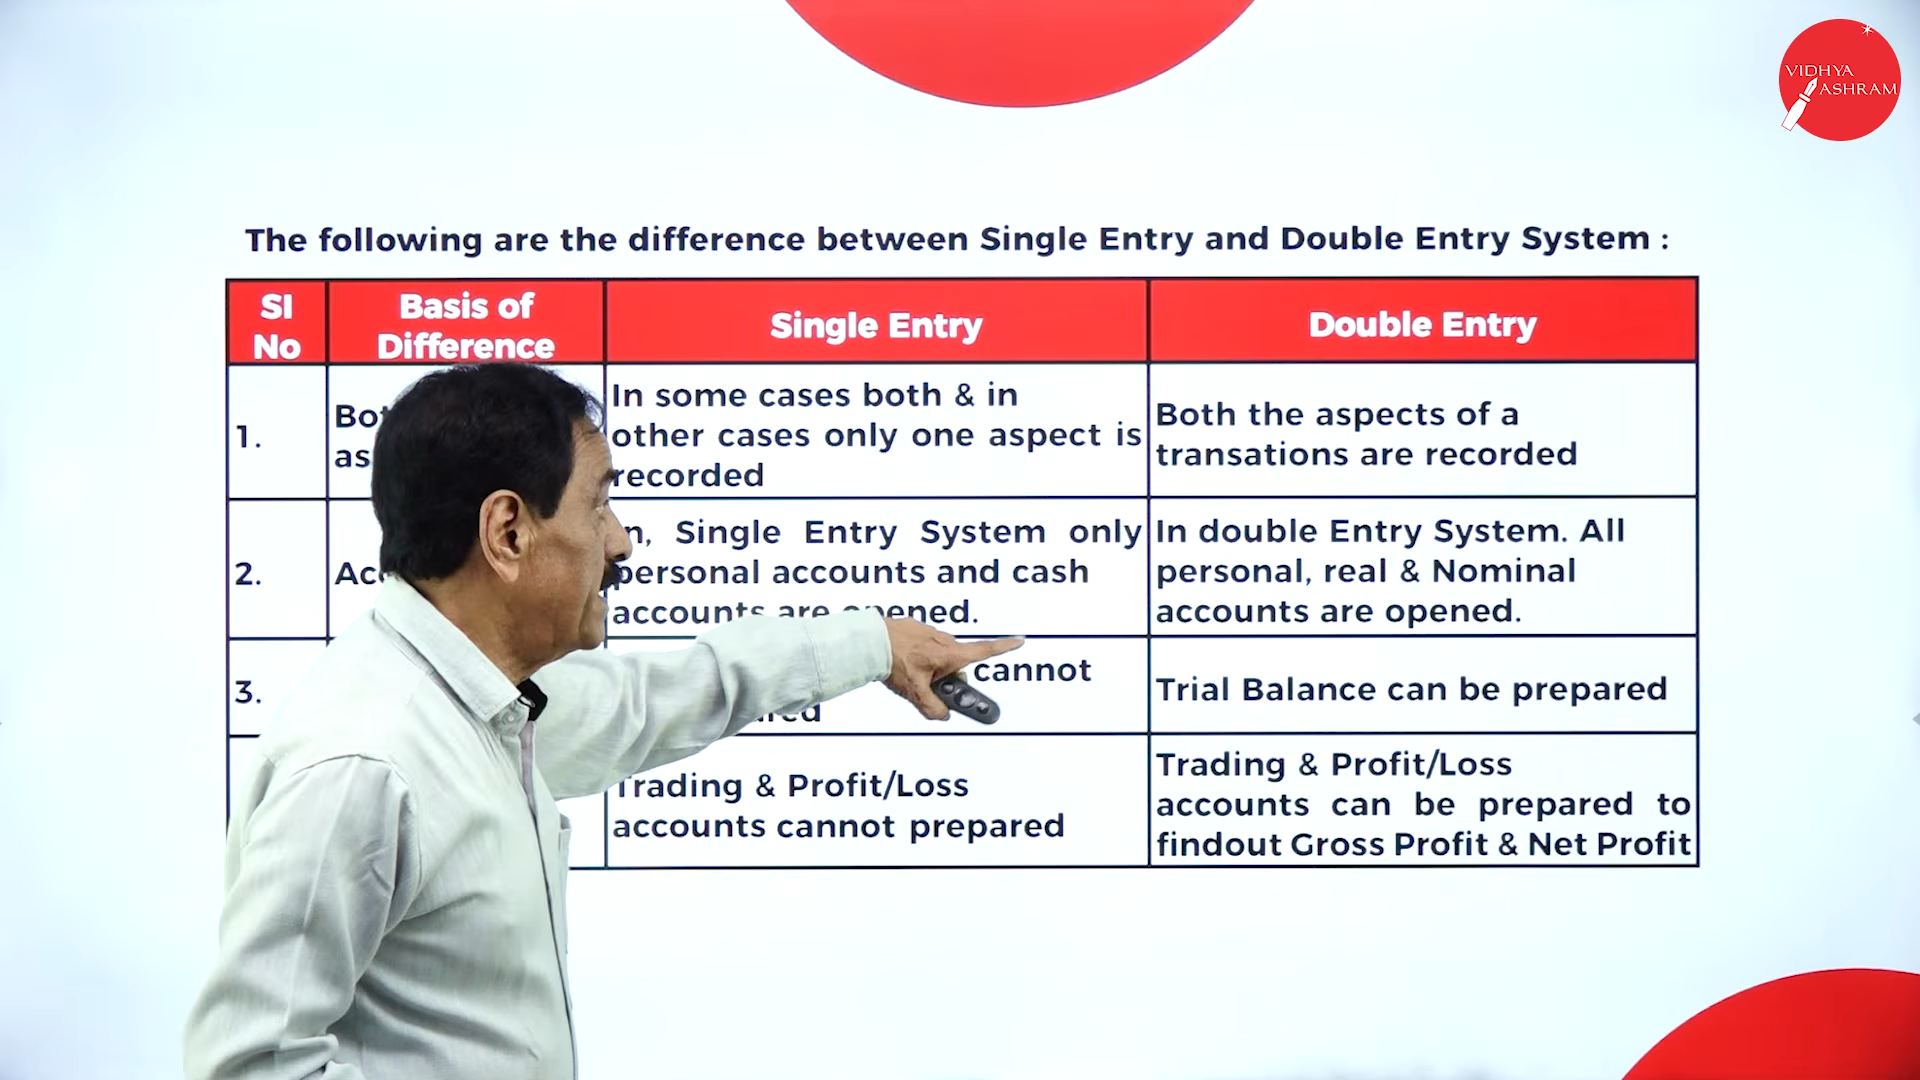 VIDHYA
ASHRAM
The following are the difference between Single Entry and Double Entry System :
SI
No
Basis of
Difference
Single Entry
Double Entry
1.
In some cases both & in
other cases only one aspect is
recorded
Both the aspects of a
transations are recorded
2.
Single Entry System only
personal accounts and cash
accounts are opened.
In double Entry System. All
personal, real & Nominal
accounts are opened.
3.
cannot
Trial Balance can be prepared
Trading & Profit/Loss
accounts cannot prepared
Trading & Profit/Loss
accounts can be prepared to
findout Gross Profit & Net Profit